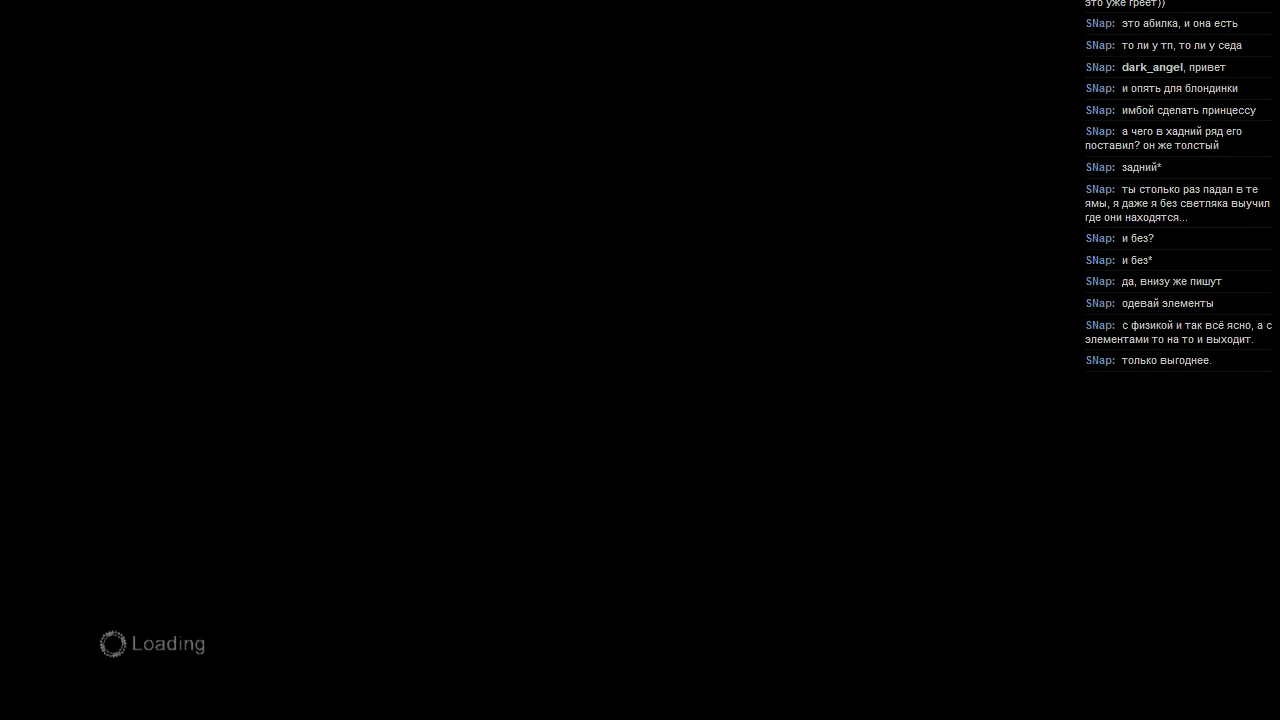 это уже греет))
SNap: это абилка, и она есть
SNap: то ли у тп, то ли у седа
SNap: dark_angel, привет
SNap: и опять для блондинки
SNap: имбой сделать принцессу
SNap: а чего в хадний ряд его
поставил? он же толстый
SNap: задний*
SNap: ты столько раз падал в те
ямы, я даже я без светляка выучил
где они находятся...
SNap: и без?
SNap: и без*
SNap: да, внизу же пишут
SNap: одевай элементы
SNap: с физикой и так всё ясно, а с
элементами то на то и выходит.
SNap: только выгоднее.
Loading